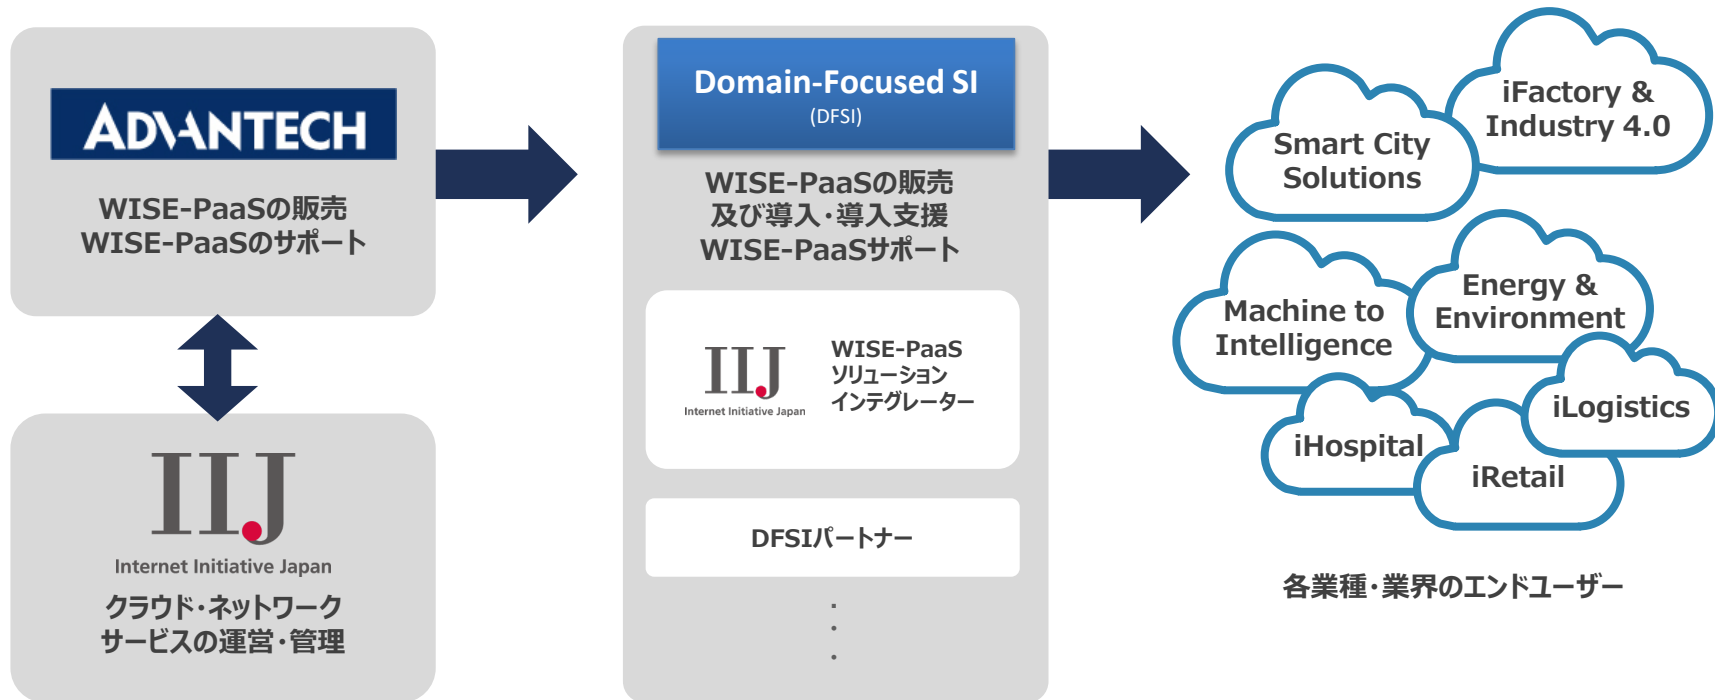 ADVANTECH
WISE-PaaSの販売
WISE-PaaSのサポート
IIJ
Internet Initiative Japan
クラウド・ネットワーク
サービスの運営・管理
Domain-Focused SI
(DFSI)
WISE-PaaSの販売
及び導入・導入支援
WISE-PaaSサポート
IIJ
Internet Initiative Japan
WISE-PaaS
ソリューション
インテグレーター
DFSIパートナー
・
・
・
iFactory &
Industry 4.0
Smart City
Solutions
Energy &
Environment
Machine to
Intelligence
iLogistics
iHospital
iRetail
各業種・業界のエンドユーザー